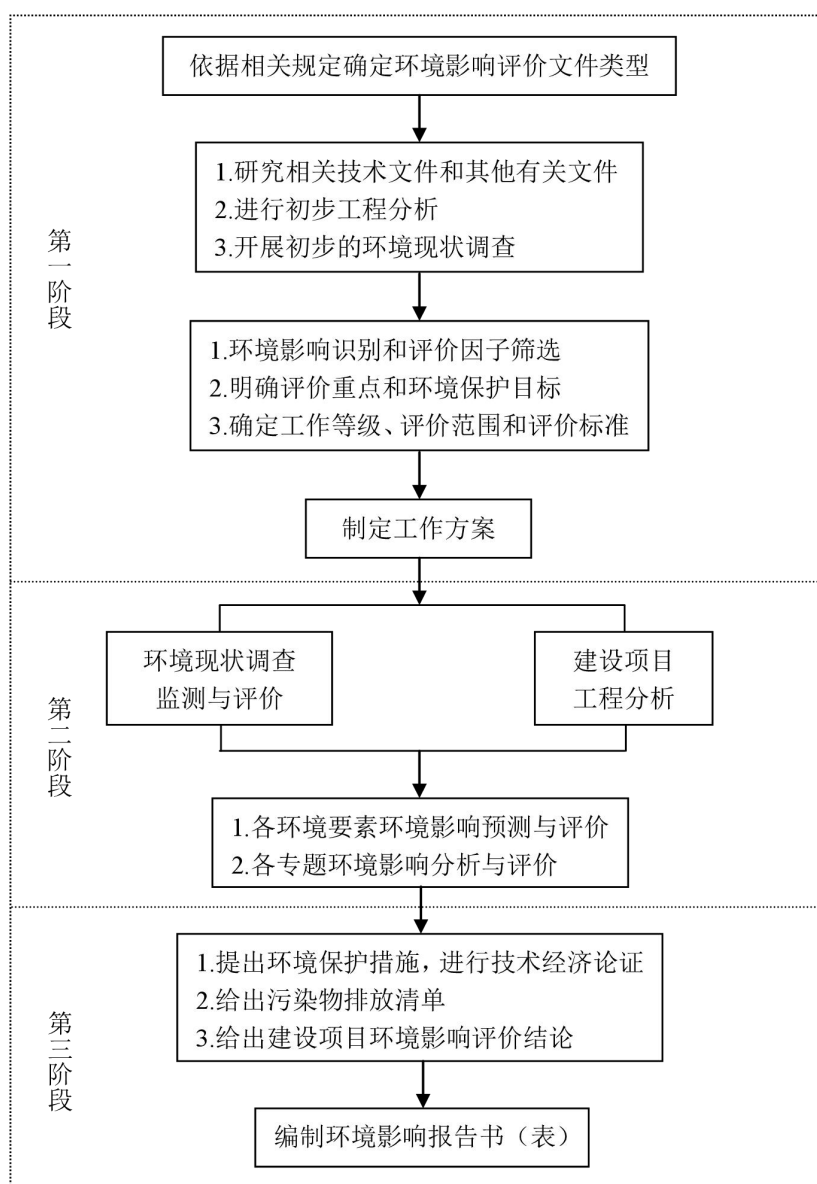 依据相关规定确定环境影响评价文件类型
1.研究相关技术文件和其他有关文件
2.进行初步工程分析
3.开展初步的环境现状调查
第一阶段
1.环境影响识别和评价因子筛选
2.明确评价重点和环境保护目标
3.确定工作等级、评价范围和评价标准
制定工作方案
环境现状调查
监测与评价
建设项目
工程分析
第二阶段
1.各环境要素环境影响预测与评价
2.各专题环境影响分析与评价
1.提出环境保护措施，进行技术经济论证
2.给出污染物排放清单
3.给出建设项目环境影响评价结论
第三阶段
编制环境影响报告书（表）